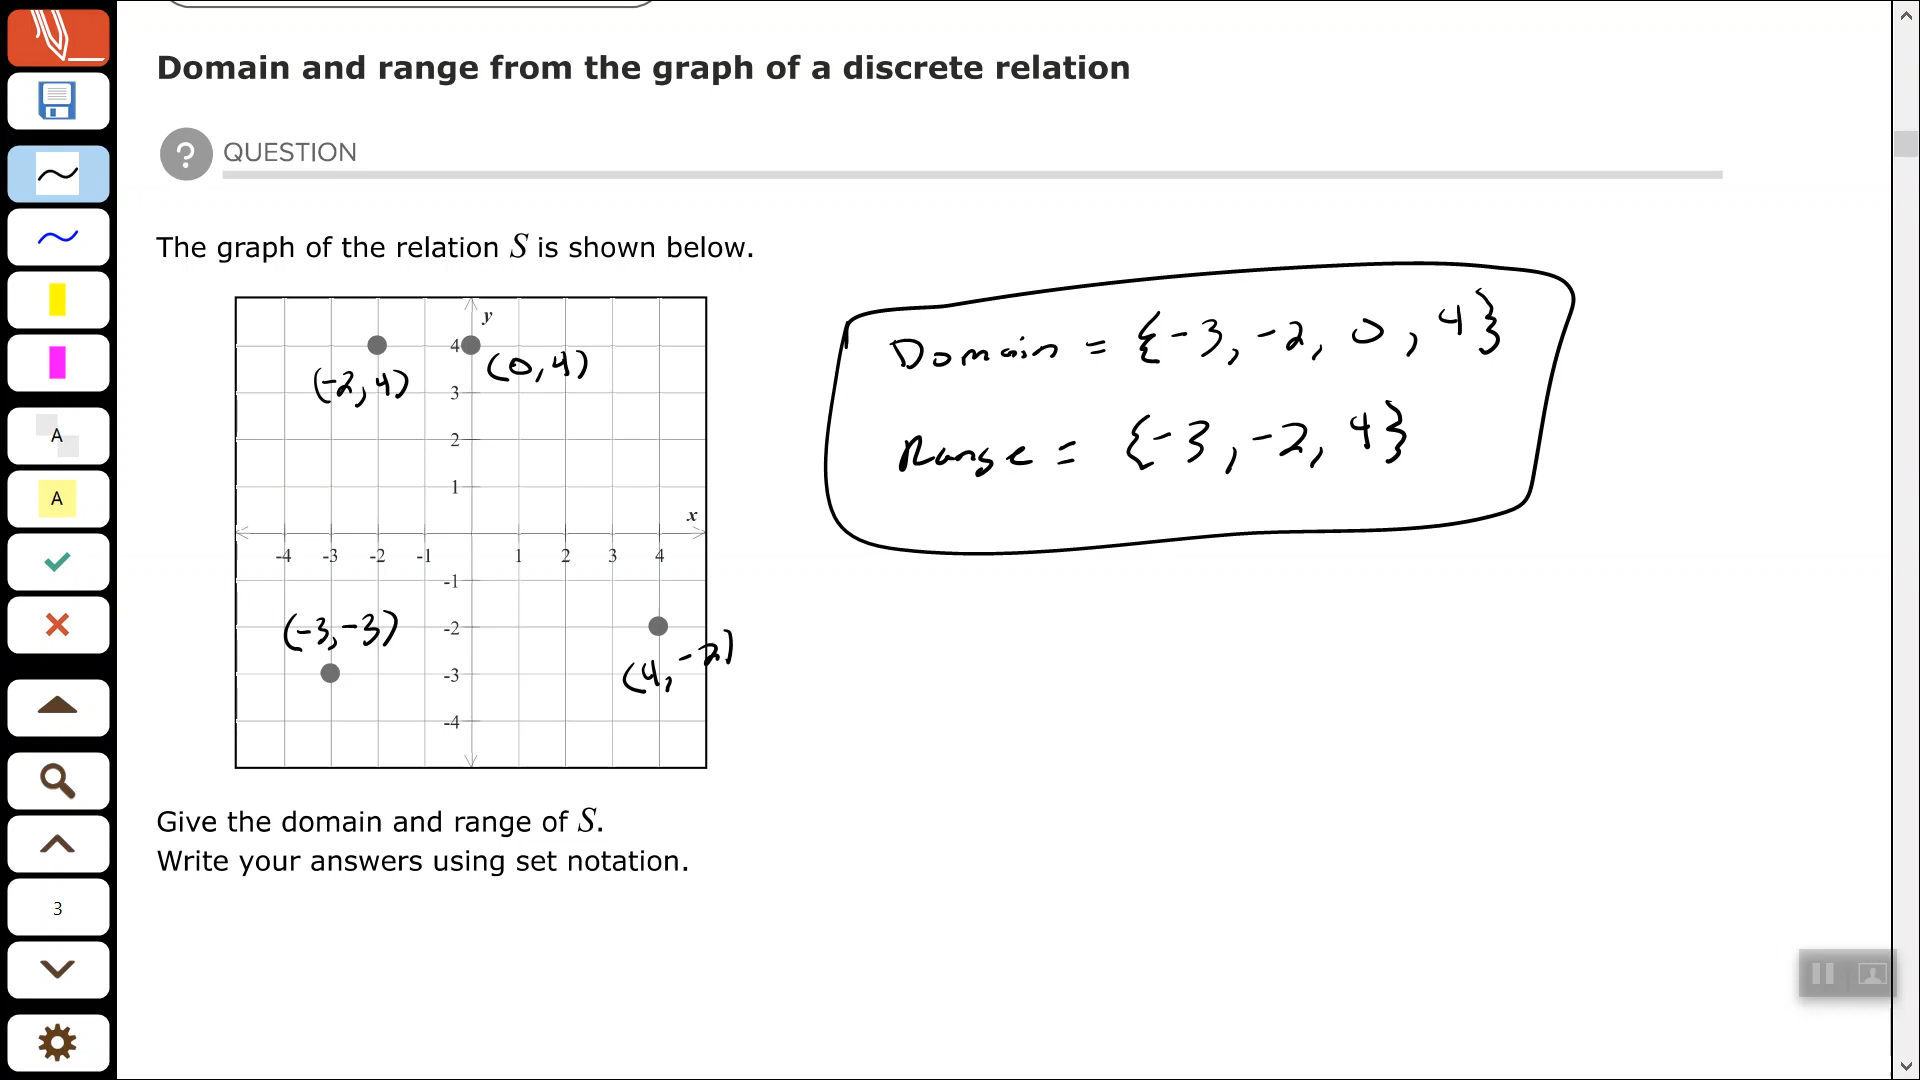 Domain and range from the graph of a discrete relation
? QUESTION
The graph of the relation S is shown below.
y
4
(-2,4)
(0,4)
3
2
1
x
-4 -3 -2 -1 1 2 3 4
-1
(-3,-3)
-2
(4,-2)
-3
-4
Domain = {-3, -2, 0, 4}
Range = {-3, -2, 4}
Give the domain and range of S.
Write your answers using set notation.
A
A
3